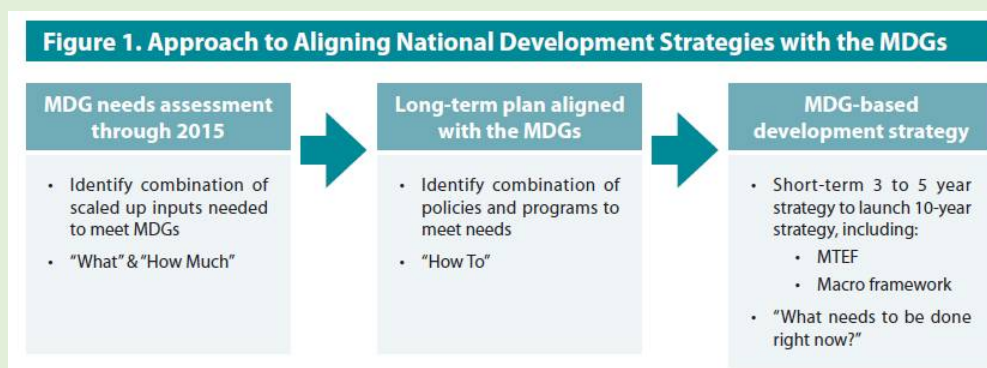 Figure 1. Approach to Aligning National Development Strategies with the MDGs
MDG needs assessment
through 2015
• Identify combination of
scaled up inputs needed
to meet MDGs
• “What” & “How Much”
Long-term plan aligned
with the MDGs
• Identify combination of
policies and programs to
meet needs
• “How To”
MDG-based
development strategy
• Short-term 3 to 5 year
strategy to launch 10-year
strategy, including:
• MTEF
• Macro framework
• “What needs to be done
right now?”